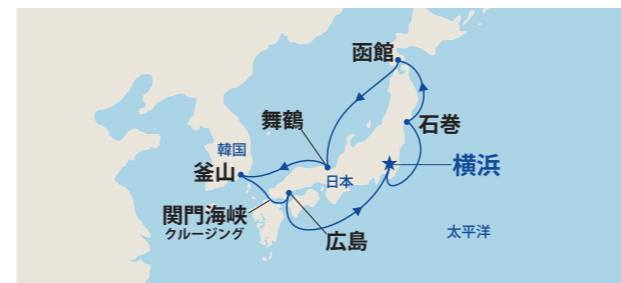 函館
舞鶴
石巻
韓国
釜山
横浜
日本
関門海峡
クルージング
広島
太平洋